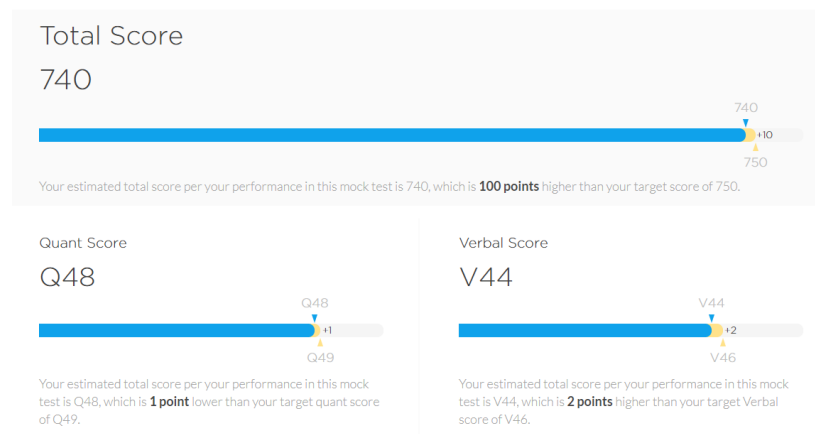 Total Score
740
740
+10
750
Your estimated total score per your performance in this mock test is 740, which is 100 points higher than your target score of 750.
Quant Score
Q48
Q48
+1
Q49
Your estimated total score per your performance in this mock
test is Q48, which is 1 point lower than your target quant score
of Q49.
Verbal Score
V44
V44
+2
V46
Your estimated total score per your performance in this mock
test is V44, which is 2 points higher than your target Verbal
score of V46.